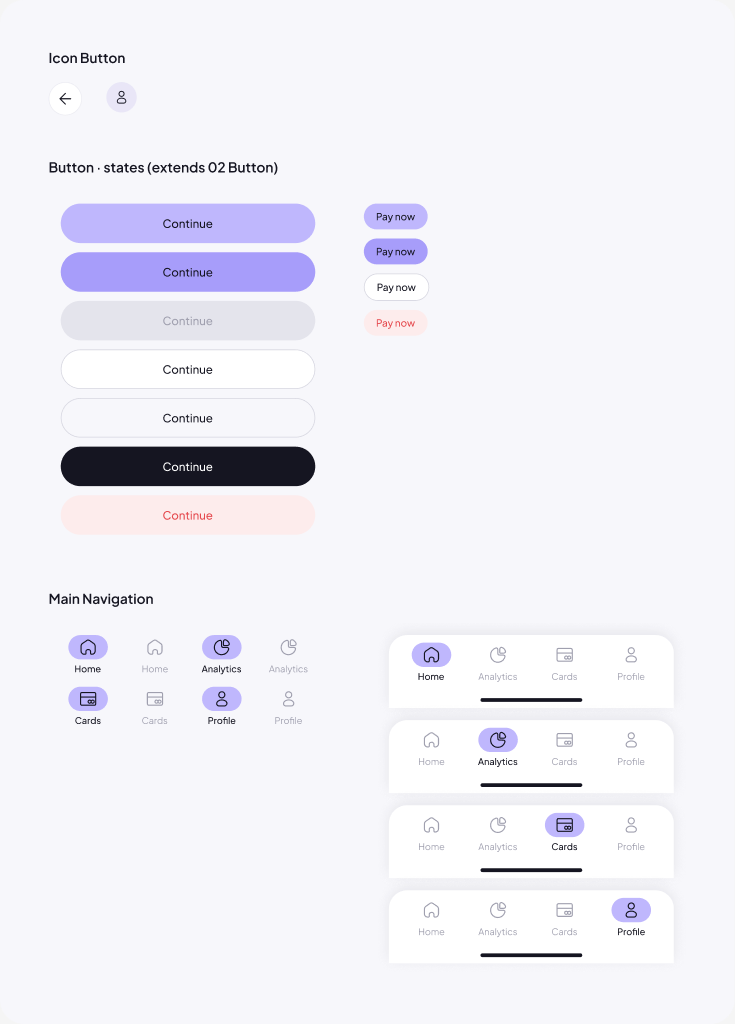 Icon Button
Button · states (extends 02 Button)
Continue
Continue
Continue
Continue
Continue
Continue
Continue
Pay now
Pay now
Pay now
Pay now
Main Navigation
Home Home Analytics Analytics
Cards Cards Profile Profile
Home Analytics Cards Profile
Home Analytics Cards Profile
Home Analytics Cards Profile
Home Analytics Cards Profile